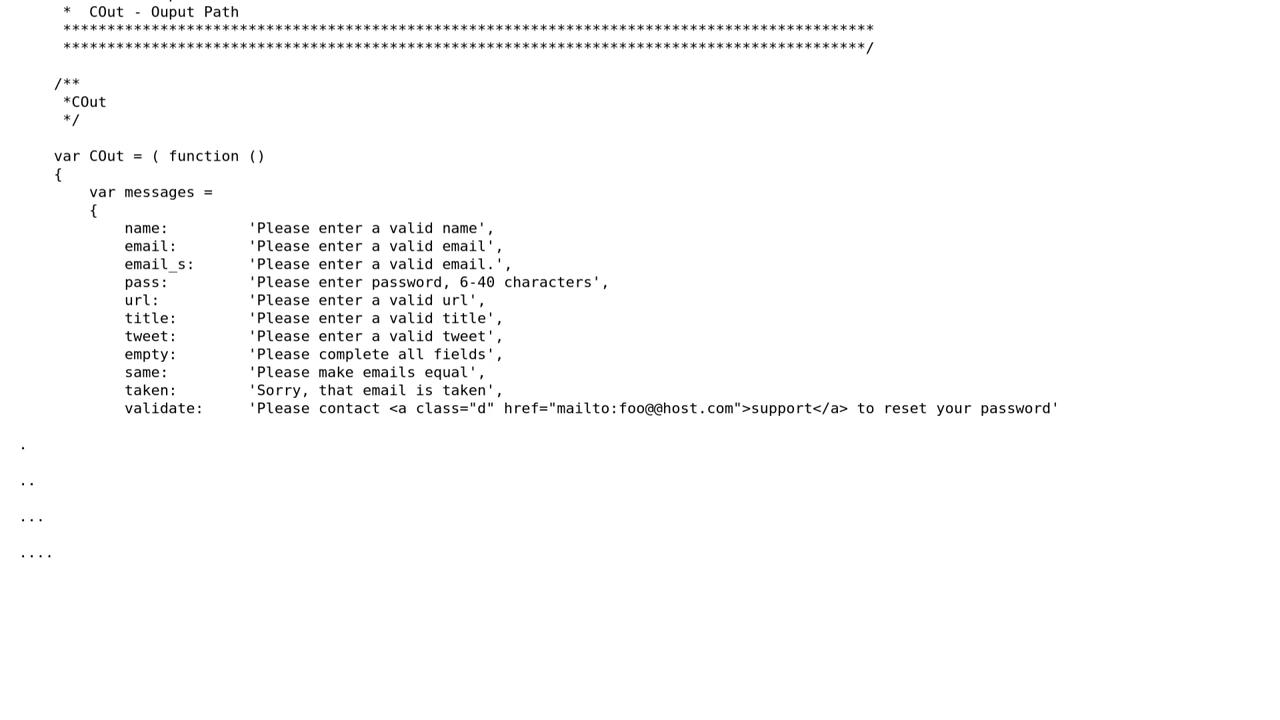 *  COut - Ouput Path
********************************************************************************************
*******************************************************************************************/
/**
*COut
*/
var COut = ( function ()
{
var messages =
{
name:         'Please enter a valid name',
email:        'Please enter a valid email',
email_s:      'Please enter a valid email.',
pass:         'Please enter password, 6-40 characters',
url:          'Please enter a valid url',
title:        'Please enter a valid title',
tweet:        'Please enter a valid tweet',
empty:        'Please complete all fields',
same:         'Please make emails equal',
taken:        'Sorry, that email is taken',
validate:     'Please contact <a class="d" href="mailto:foo@@host.com">support</a> to reset your password'
.
..
...
....